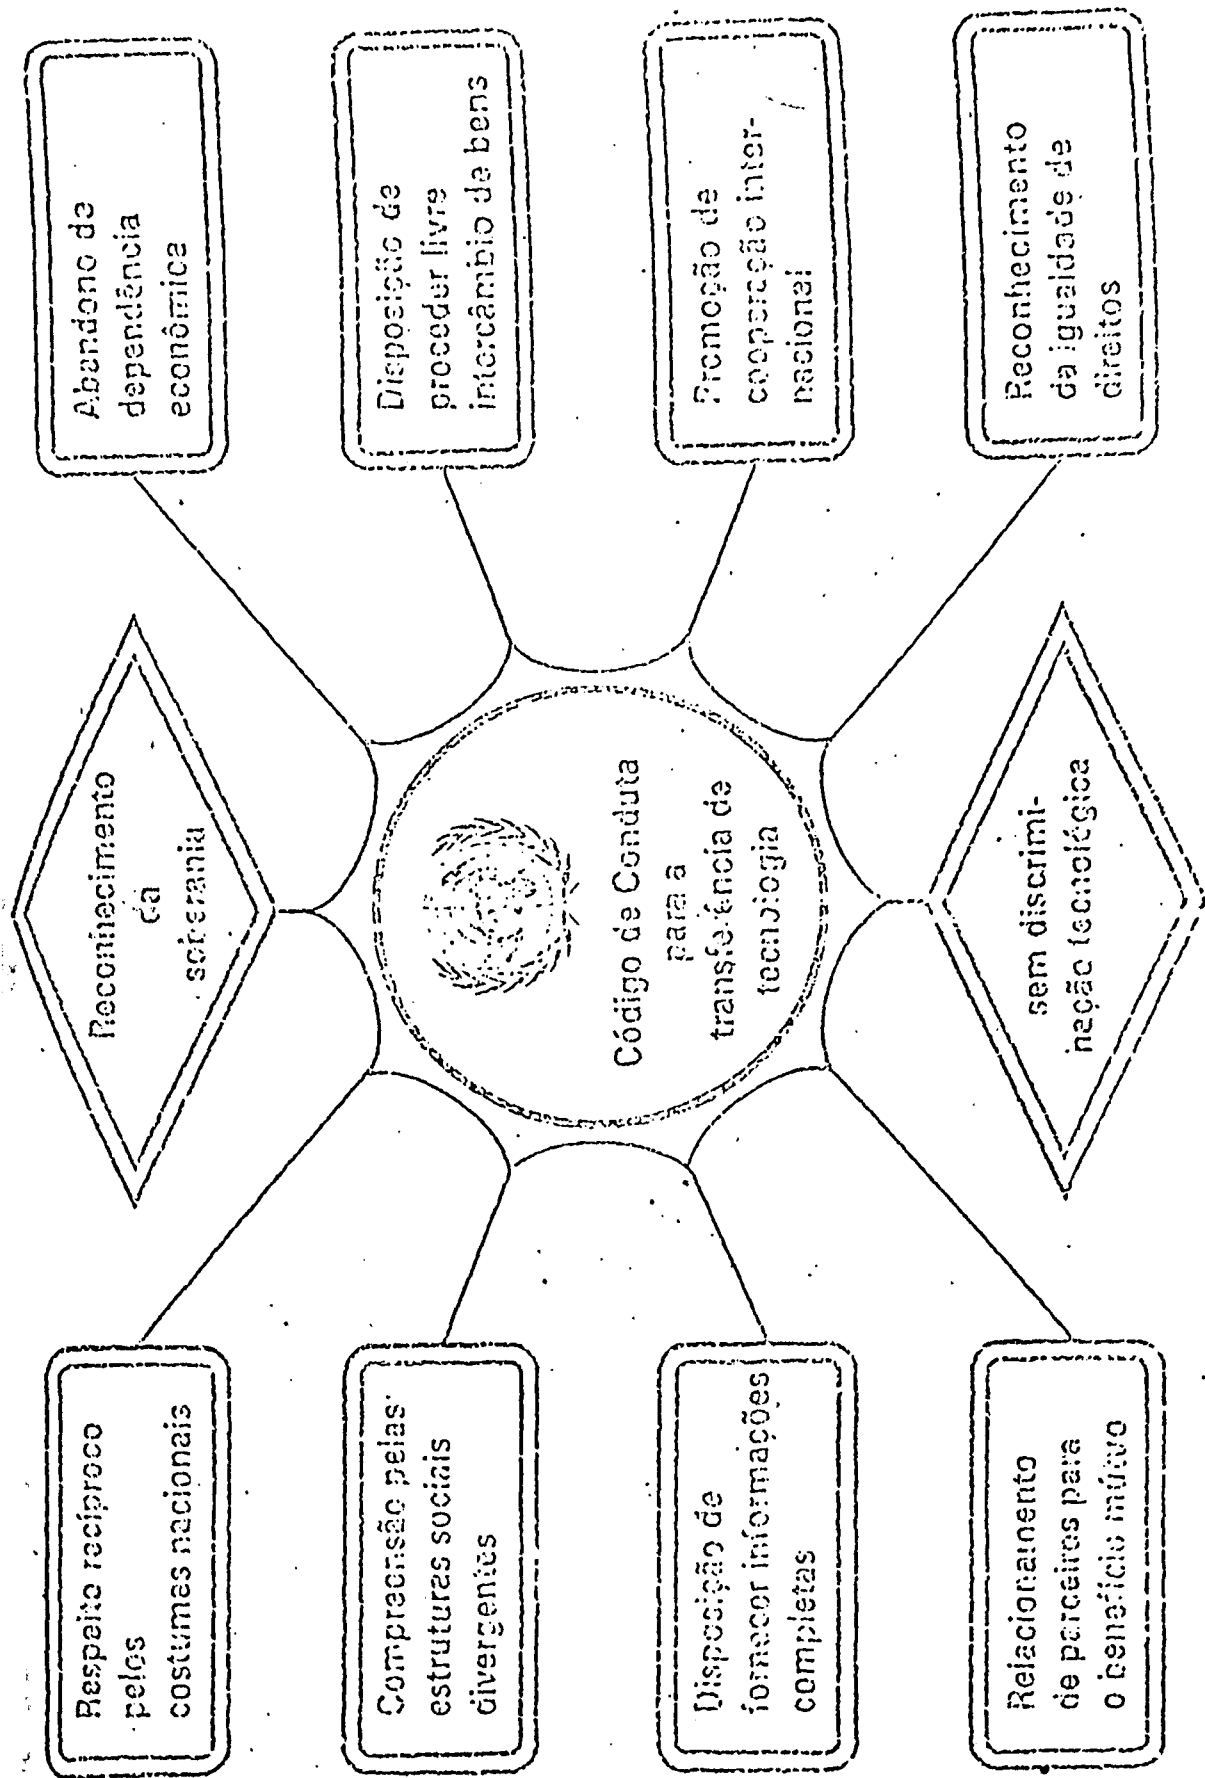 Reconhecimento
da
soberania
Respeito recíproco
pelos
costumes nacionais
Abandono de
dependência
econômica
Compreensão pelas
estruturas sociais
divergentes
Disposição de
proceder livre
intercâmbio de bens
Código de Conduta
para a
transferência de
tecnologia
Disposição de
fornecer informações
completas
Promoção de
cooperação inter-
nacional
Relacionamento
de parceiros para
o benefício mútuo
Reconhecimento
da igualdade de
direitos
sem discrimi-
nação tecnológica